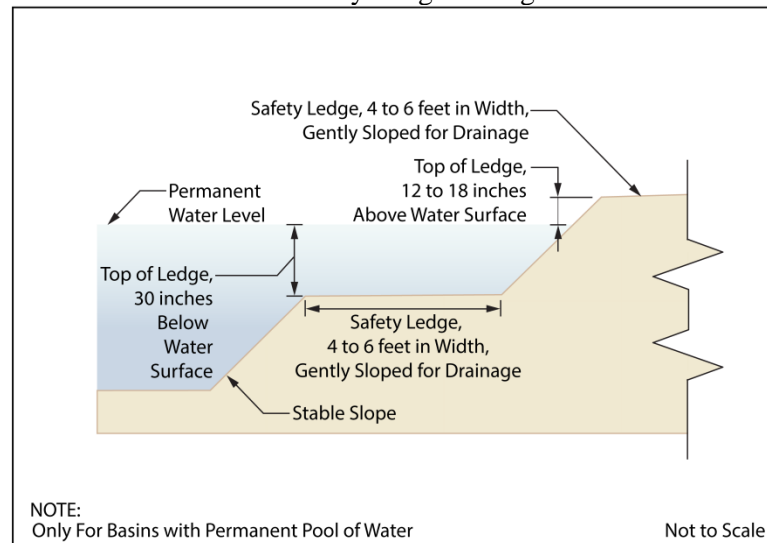 Safety Ledge, 4 to 6 feet in Width,
Gently Sloped for Drainage
Top of Ledge,
12 to 18 inches
Above Water Surface
Permanent
Water Level
Top of Ledge,
30 inches
Below
Water
Surface
Safety Ledge,
4 to 6 feet in Width,
Gently Sloped for Drainage
Stable Slope
NOTE:
Only For Basins with Permanent Pool of Water
Not to Scale